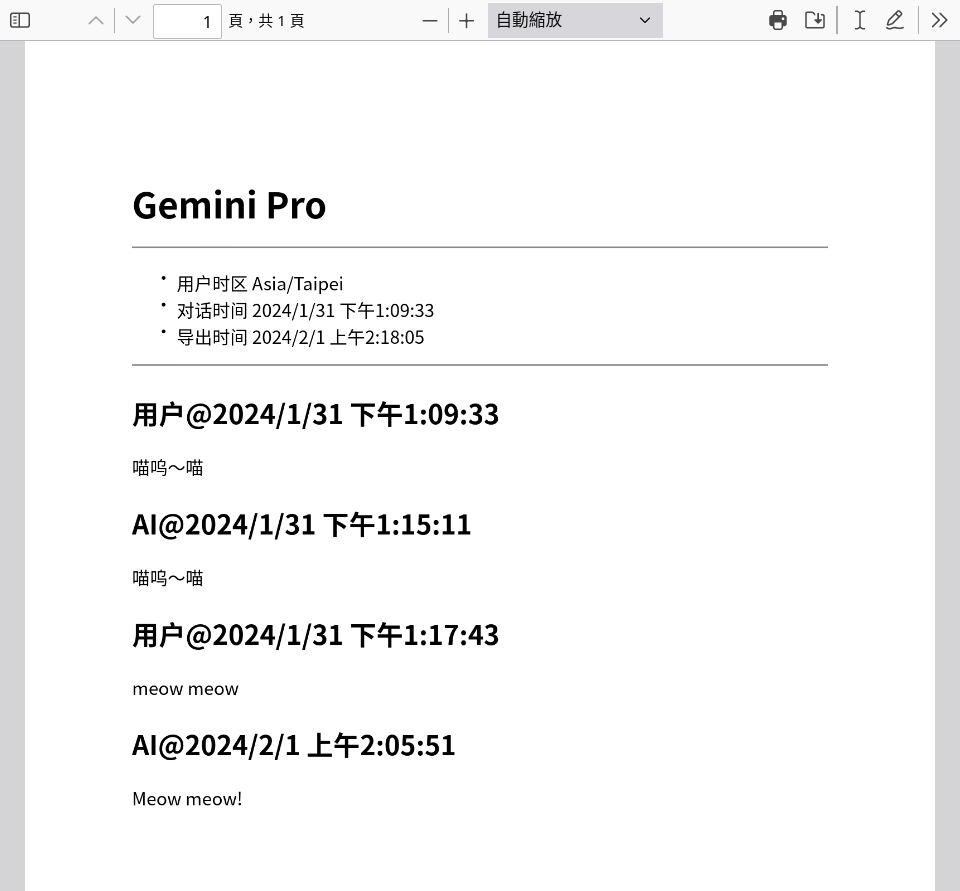 1 頁，共 1 頁
自動縮放
Gemini Pro
• 用户时区 Asia/Taipei
• 对话时间 2024/1/31 下午1:09:33
• 导出时间 2024/2/1 上午2:18:05
用户@2024/1/31 下午1:09:33
喵呜～喵
AI@2024/1/31 下午1:15:11
喵呜～喵
用户@2024/1/31 下午1:17:43
meow meow
AI@2024/2/1 上午2:05:51
Meow meow!